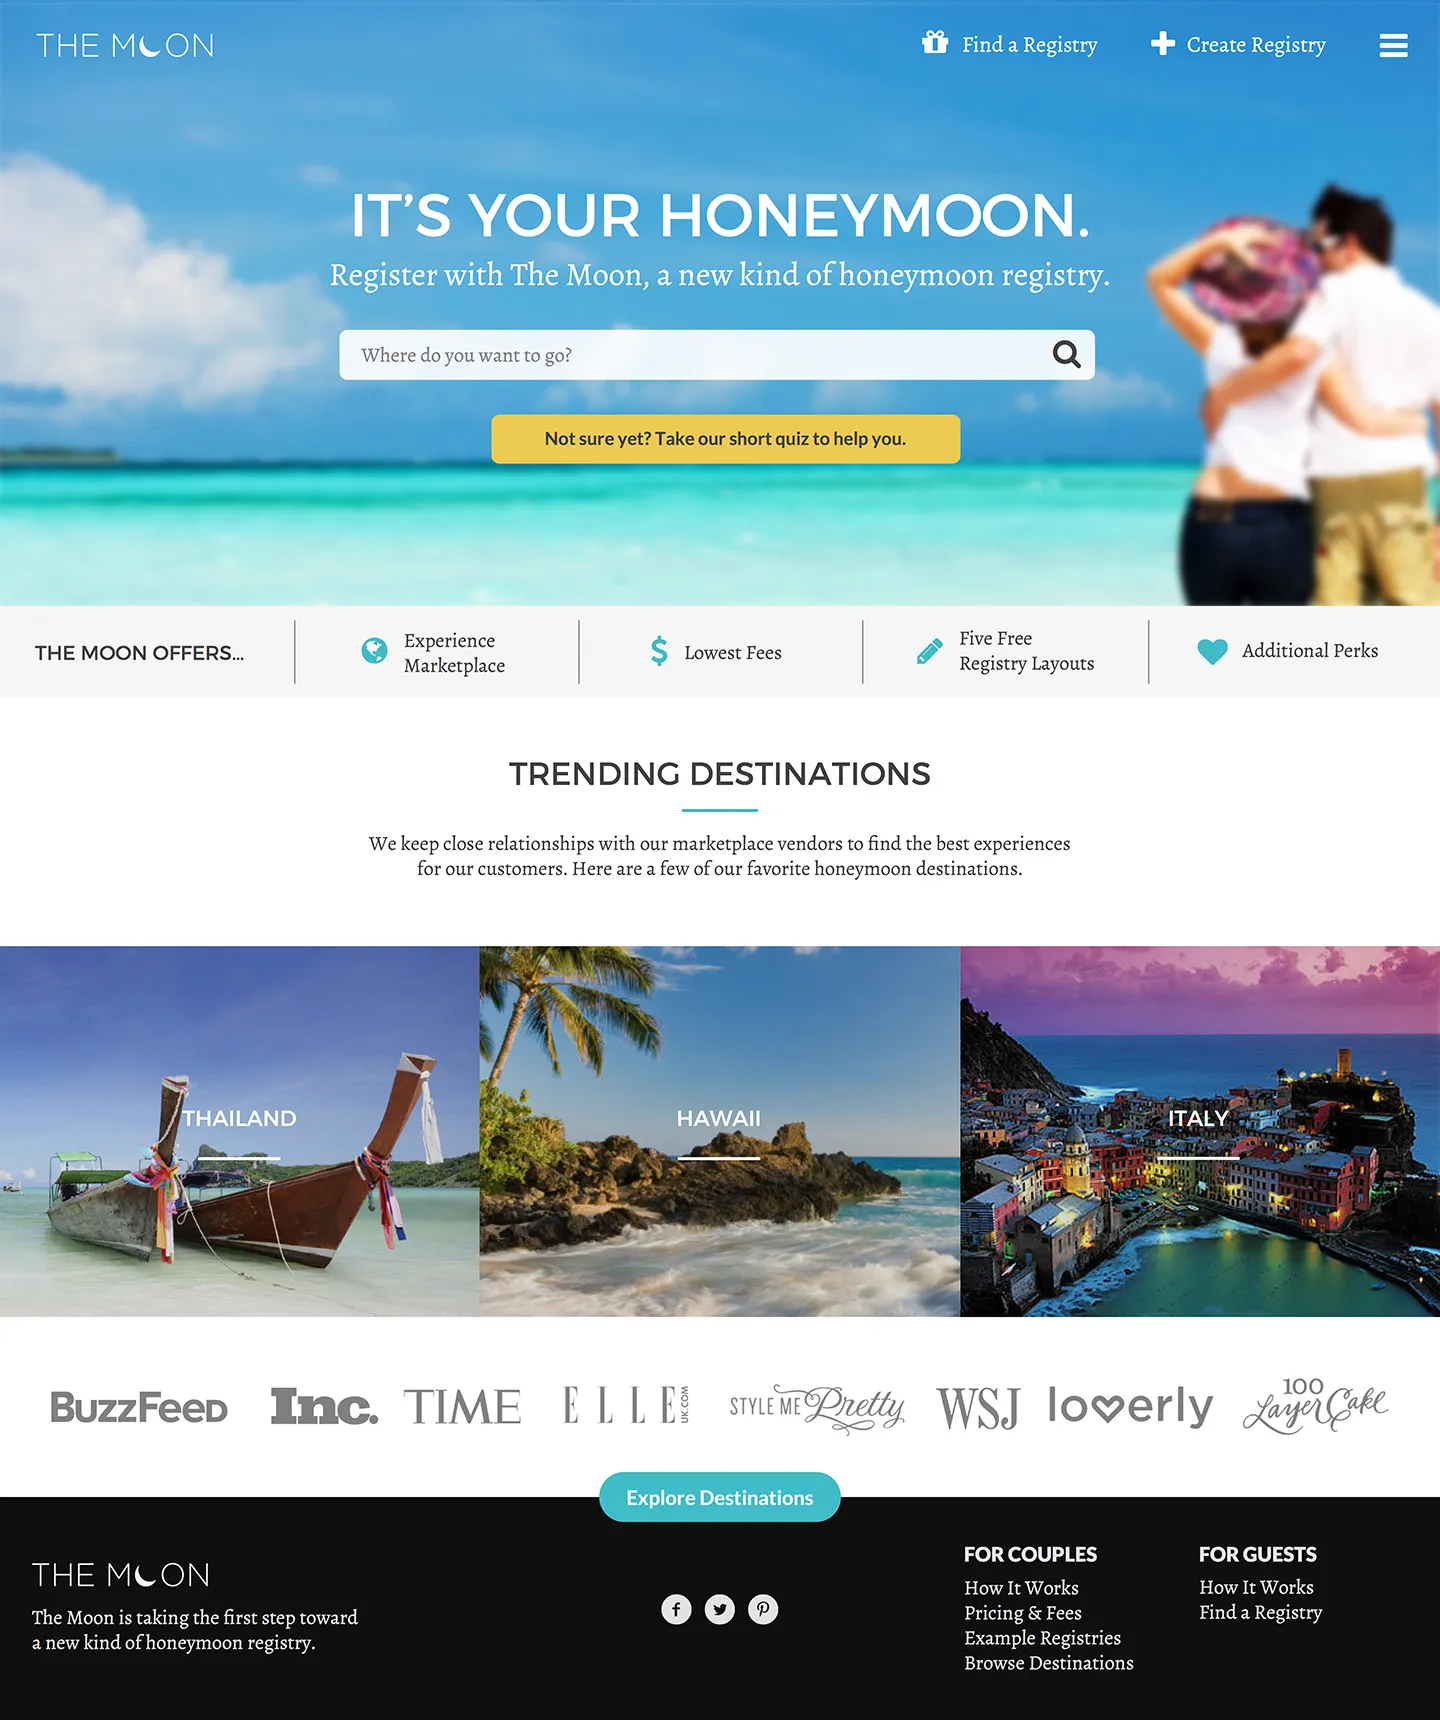 THE MOON
Find a Registry
Create Registry
IT'S YOUR HONEYMOON.
Register with The Moon, a new kind of honeymoon registry.
Where do you want to go?
Not sure yet? Take our short quiz to help you.
THE MOON OFFERS...
Experience
Marketplace
$ Lowest Fees
Five Free
Registry Layouts
Additional Perks
TRENDING DESTINATIONS
We keep close relationships with our marketplace vendors to find the best experiences
for our customers. Here are a few of our favorite honeymoon destinations.
THAILAND
HAWAII
ITALY
BuzzFeed
Inc.
TIME
ELLE UK.COM
STYLE ME Pretty
WSJ
loverly
100
Layer Cake
Explore Destinations
THE MOON
The Moon is taking the first step toward
a new kind of honeymoon registry.
FOR COUPLES
How It Works
Pricing & Fees
Example Registries
Browse Destinations
FOR GUESTS
How It Works
Find a Registry